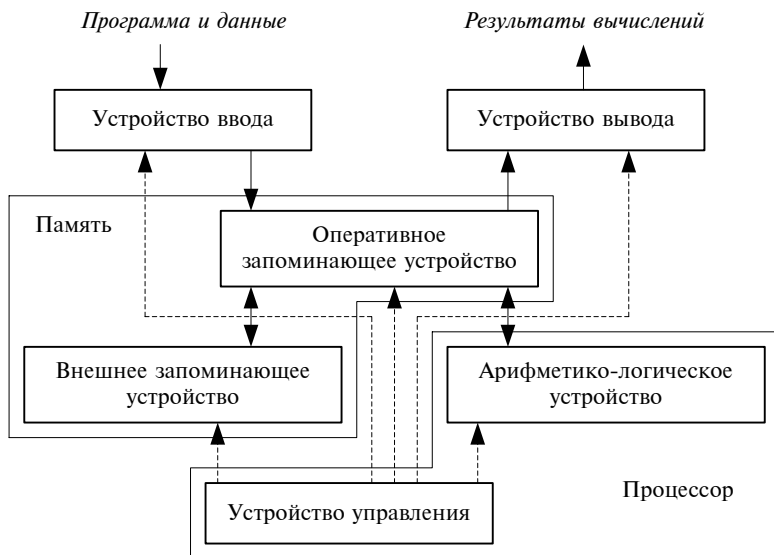 Программа и данные
Результаты вычислений
Устройство ввода
Устройство вывода
Память
Оперативное
запоминающее устройство
Внешнее запоминающее
устройство
Арифметико-логическое
устройство
Процессор
Устройство управления